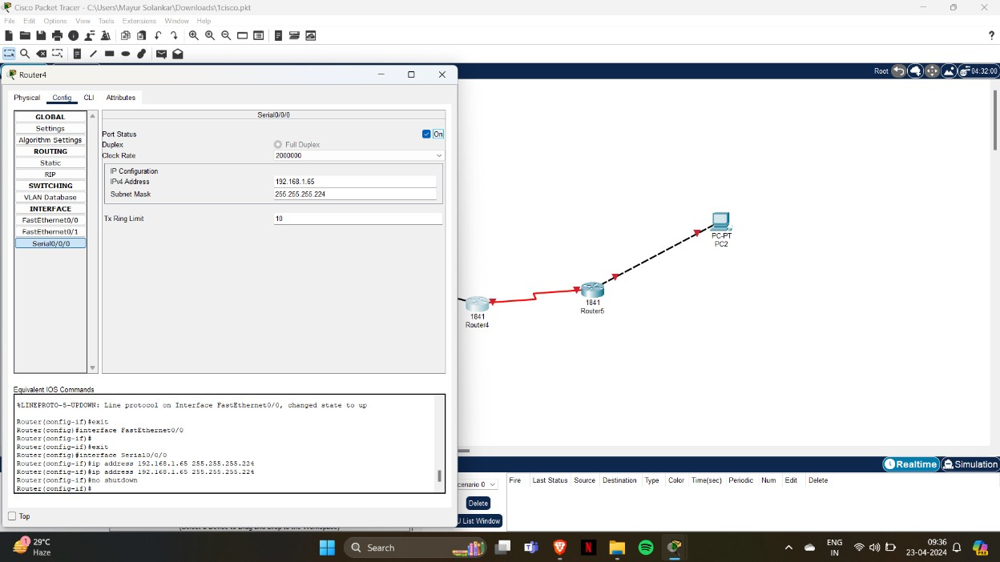 Cisco Packet Tracer - C:\Users\Mayur Solankar\Downloads\1cisco.pkt
File Edit Options View Tools Extensions Window Help
?
Root 04:32:00
Router4
Physical Config CLI Attributes
GLOBAL
Settings
Algorithm Settings
ROUTING
Static
RIP
SWITCHING
VLAN Database
INTERFACE
FastEthernet0/0
FastEthernet0/1
Serial0/0/0
Serial0/0/0
Port Status On
Duplex Full Duplex
Clock Rate 2000000
IP Configuration
IPv4 Address 192.168.1.65
Subnet Mask 255.255.255.224
Tx Ring Limit 10
PC-PT
PC2
1841
Router5
1841
Router4
Equivalent IOS Commands
%LINEPROTO-5-UPDOWN: Line protocol on Interface FastEthernet0/0, changed state to up
Router(config-if)#exit
Router(config)#interface FastEthernet0/0
Router(config-if)#
Router(config-if)#exit
Router(config)#interface Serial0/0/0
Router(config-if)#ip address 192.168.1.65 255.255.255.224
Router(config-if)#ip address 192.168.1.65 255.255.255.224
Router(config-if)#no shutdown
Router(config-if)#
Top
Realtime Simulation
cenario 0
Fire Last Status Source Destination Type Color Time(sec) Periodic Num Edit Delete
Delete
U List Window
(Select a Device to Drag and Drop to the Workspace)
1
29°C
Haze
Search
ENG
IN
09:36
23-04-2024